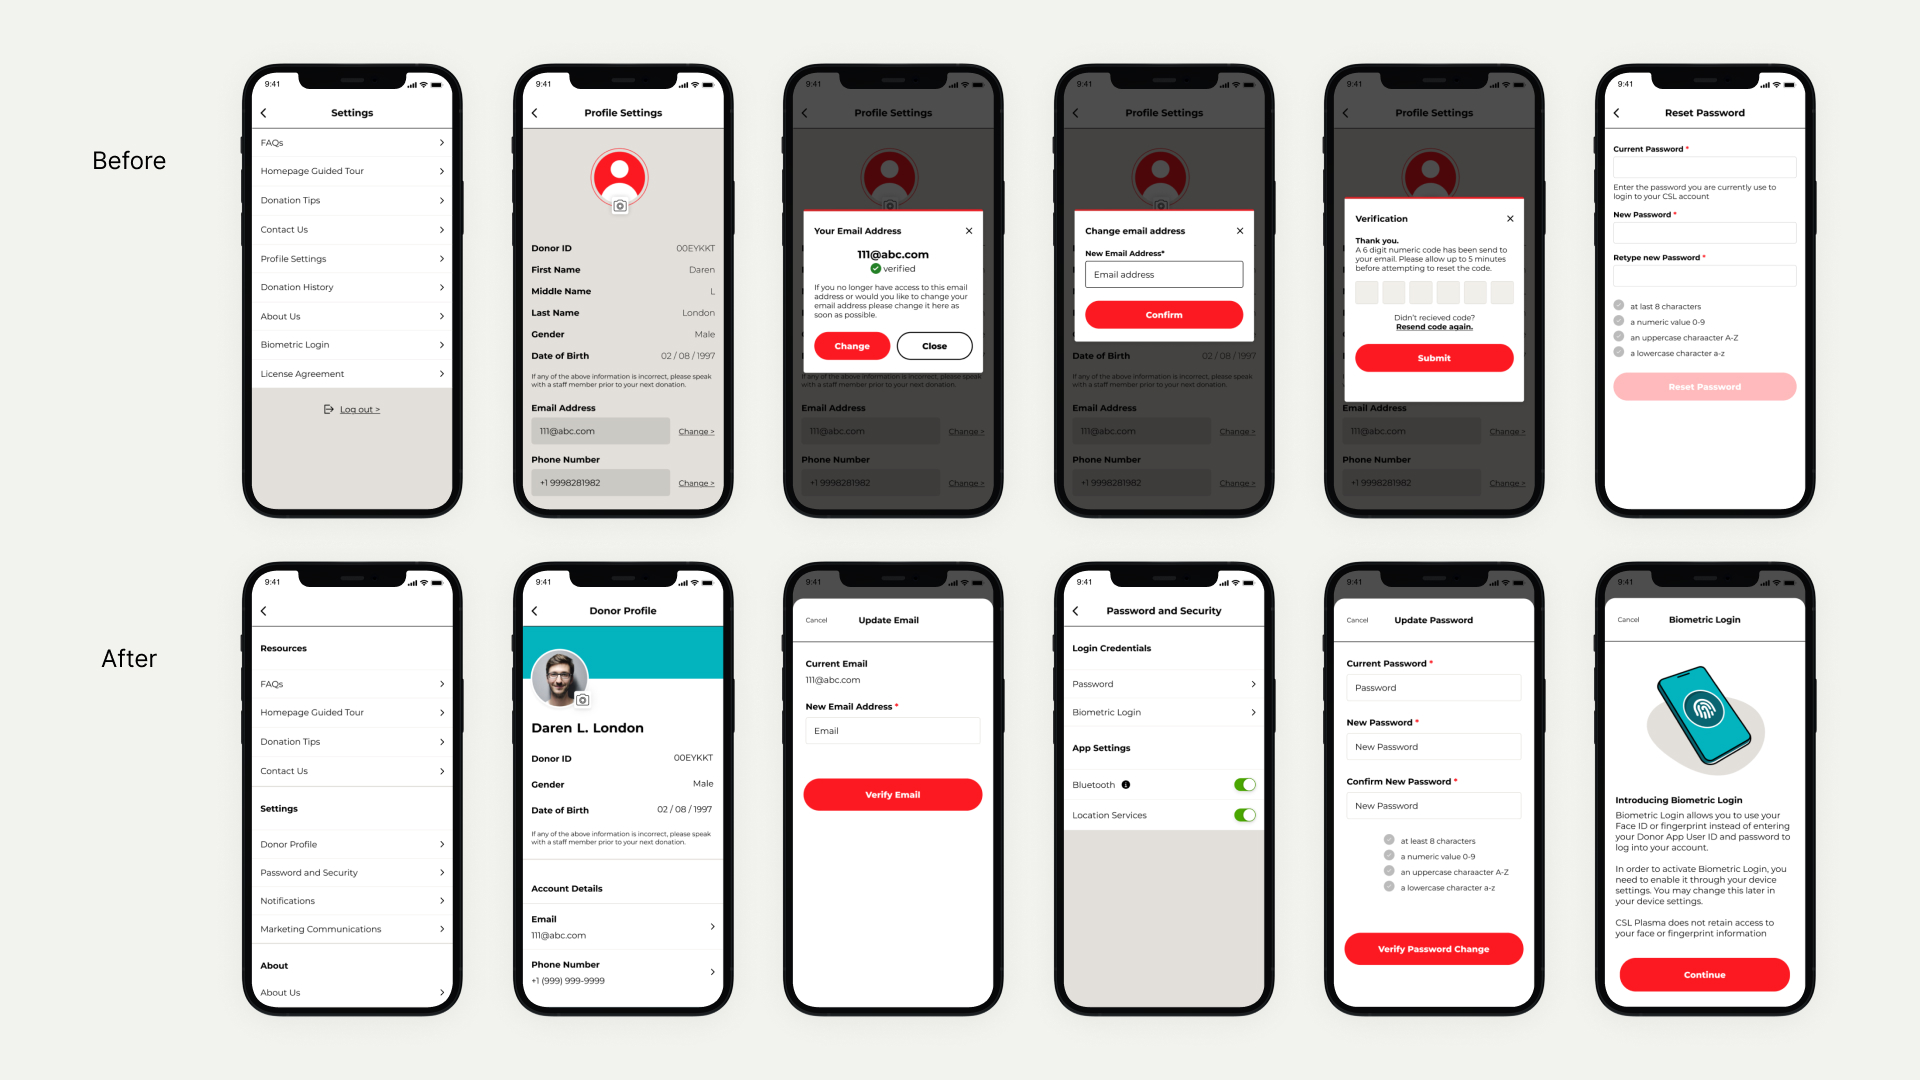 Before
9:41
Settings
FAQs
Homepage Guided Tour
Donation Tips
Contact Us
Profile Settings
Donation History
About Us
Biometric Login
License Agreement
Log out >
9:41
Profile Settings
Donor ID 00EYKKT
First Name Daren
Middle Name L
Last Name London
Gender Male
Date of Birth 02 / 08 / 1997
If any of the above information is incorrect, please speak
with a staff member prior to your next donation.
Email Address
111@abc.com Change >
Phone Number
+1 9998281982 Change >
9:41
Profile Settings
Your Email Address
111@abc.com
verified
If you no longer have access to this email
address or would you like to change your
email address please change it here as
soon as possible.
Change Close
If any of the above information is incorrect, please speak
with a staff member prior to your next donation.
Email Address
111@abc.com Change >
Phone Number
+1 9998281982 Change >
9:41
Profile Settings
Change email address
New Email Address*
Email address
Confirm
Date of Birth 02 / 08 / 1997
If any of the above information is incorrect, please speak
with a staff member prior to your next donation.
Email Address
111@abc.com Change >
Phone Number
+1 9998281982 Change >
9:41
Profile Settings
Verification
Thank you.
A 6 digit numeric code has been send to
your email. Please allow up to 5 minutes
before attempting to reset the code.
Didn't recieved code?
Resend code again.
Submit
Email Address
111@abc.com Change >
Phone Number
+1 9998281982 Change >
9:41
Reset Password
Current Password *
Enter the password you are currently use to
login to your CSL account
New Password *
Retype new Password *
at last 8 characters
a numeric value 0-9
an uppercase charaacter A-Z
a lowercase character a-z
Reset Password
After
9:41
Resources
FAQs
Homepage Guided Tour
Donation Tips
Contact Us
Settings
Donor Profile
Password and Security
Notifications
Marketing Communications
About
About Us
9:41
Donor Profile
Daren L. London
Donor ID 00EYKKT
Gender Male
Date of Birth 02 / 08 / 1997
If any of the above information is incorrect, please speak
with a staff member prior to your next donation.
Account Details
Email
111@abc.com
Phone Number
+1 (999) 999-9999
9:41
Cancel Update Email
Current Email
111@abc.com
New Email Address *
Email
Verify Email
9:41
Password and Security
Login Credentials
Password
Biometric Login
App Settings
Bluetooth
Location Services
9:41
Cancel Update Password
Current Password *
Password
New Password *
New Password
Confirm New Password *
New Password
at least 8 characters
a numeric value 0-9
an uppercase charaacter A-Z
a lowercase character a-z
Verify Password Change
9:41
Cancel Biometric Login
Introducing Biometric Login
Biometric Login allows you to use your
Face ID or fingerprint instead of entering
your Donor App User ID and password to
log into your account.
In order to activate Biometric Login, you
need to enable it through your device
settings. You may change this later in
your device settings.
CSL Plasma does not retain access to
your face or fingerprint information
Continue